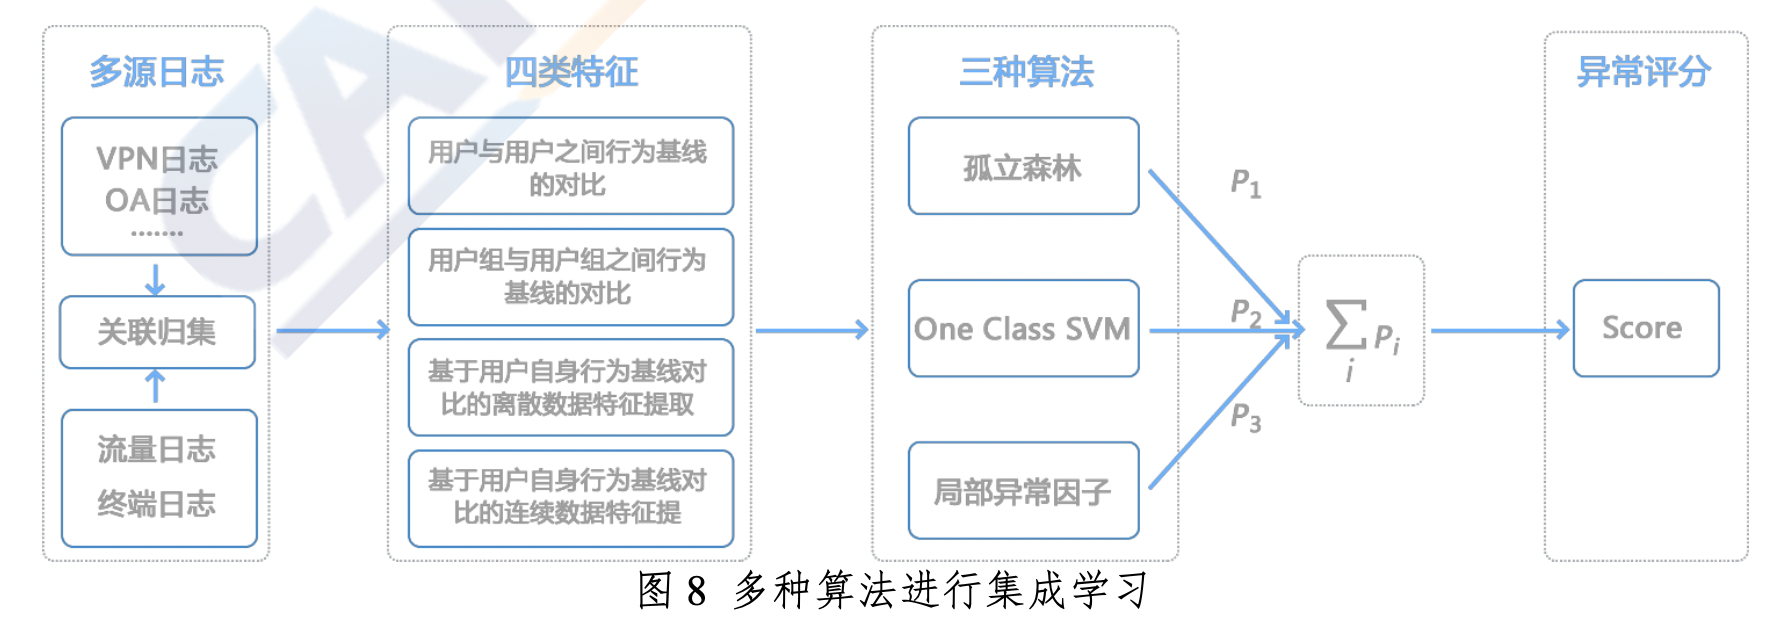 多源日志
VPN日志
OA日志
.......
关联归集
流量日志
终端日志
四类特征
用户与用户之间行为基线
的对比
用户组与用户组之间行为
基线的对比
基于用户自身行为基线对
比的离散数据特征提取
基于用户自身行为基线对
比的连续数据特征提
三种算法
孤立森林
One Class SVM
局部异常因子
P₁
P₂
P₃
∑ Pᵢ
i
异常评分
Score
图 8 多种算法进行集成学习